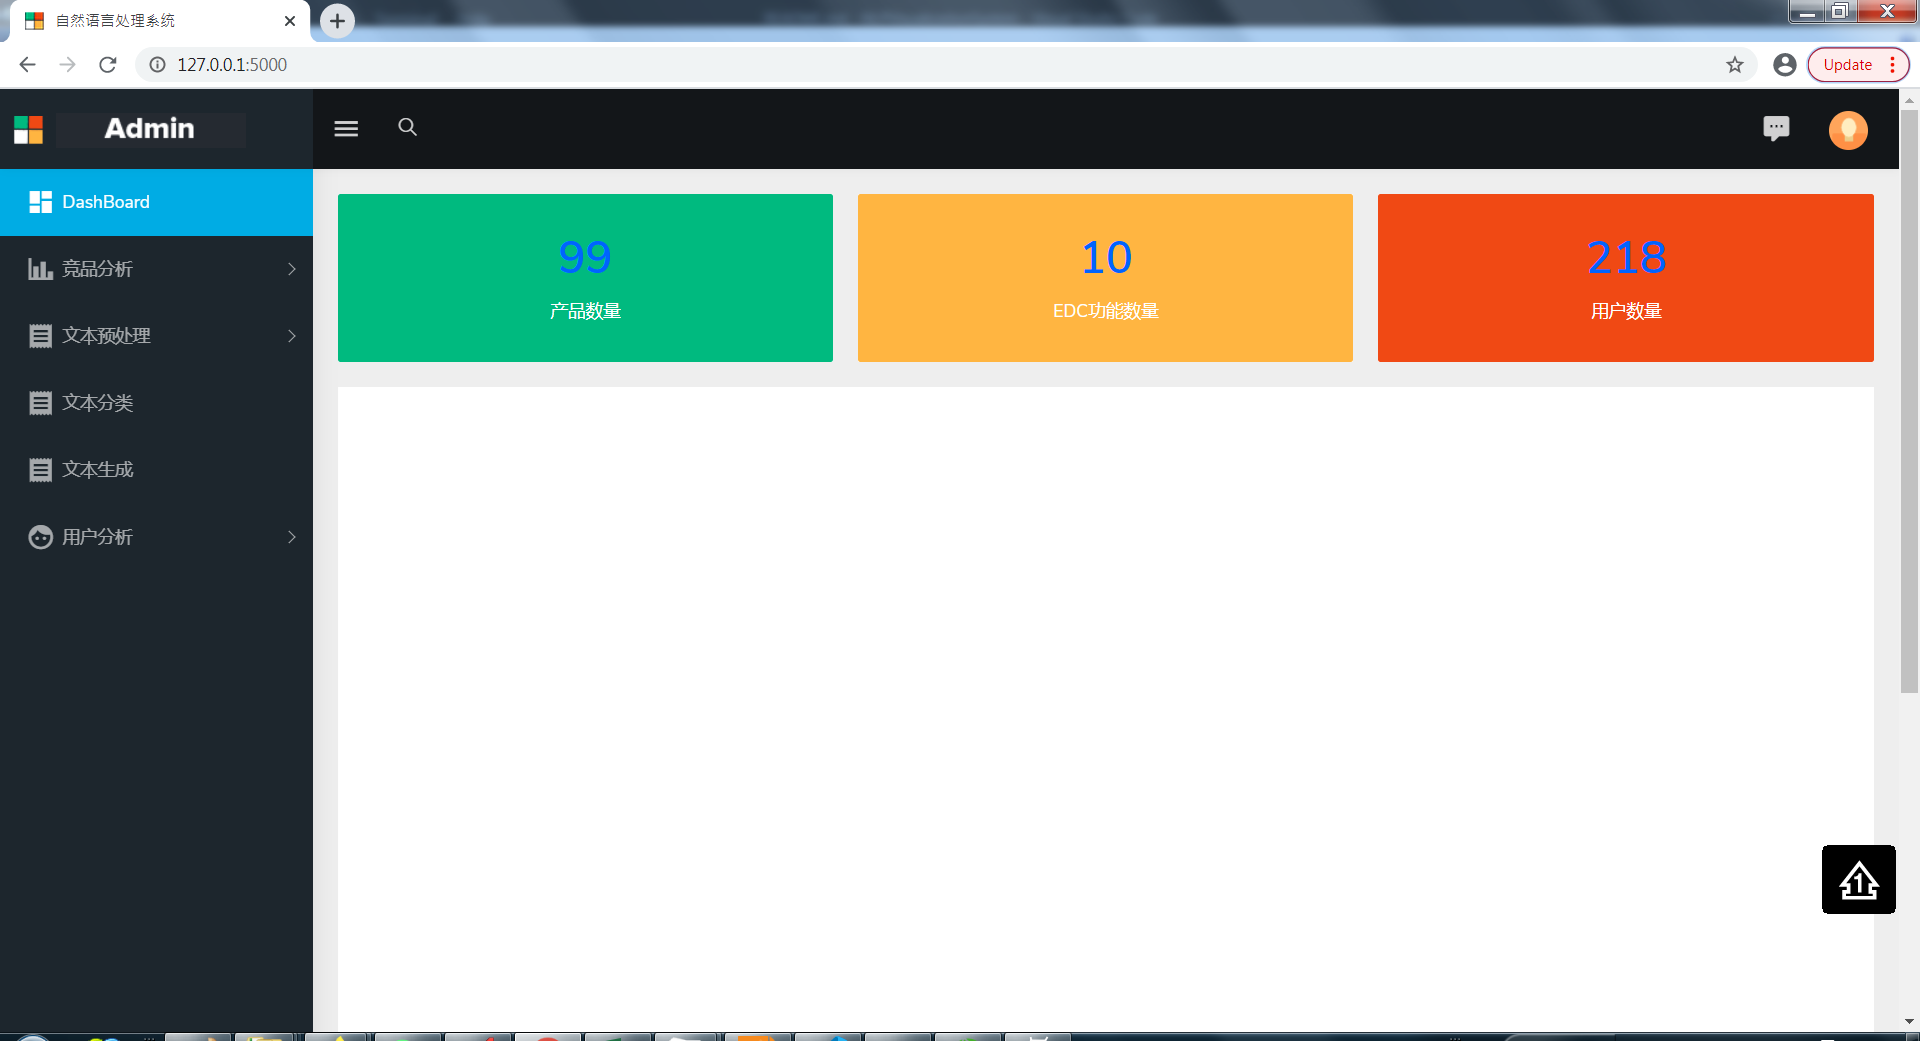 自然语言处理系统
127.0.0.1:5000
Update
Admin
DashBoard
竞品分析
文本预处理
文本分类
文本生成
用户分析
99
产品数量
10
EDC功能数量
218
用户数量
1